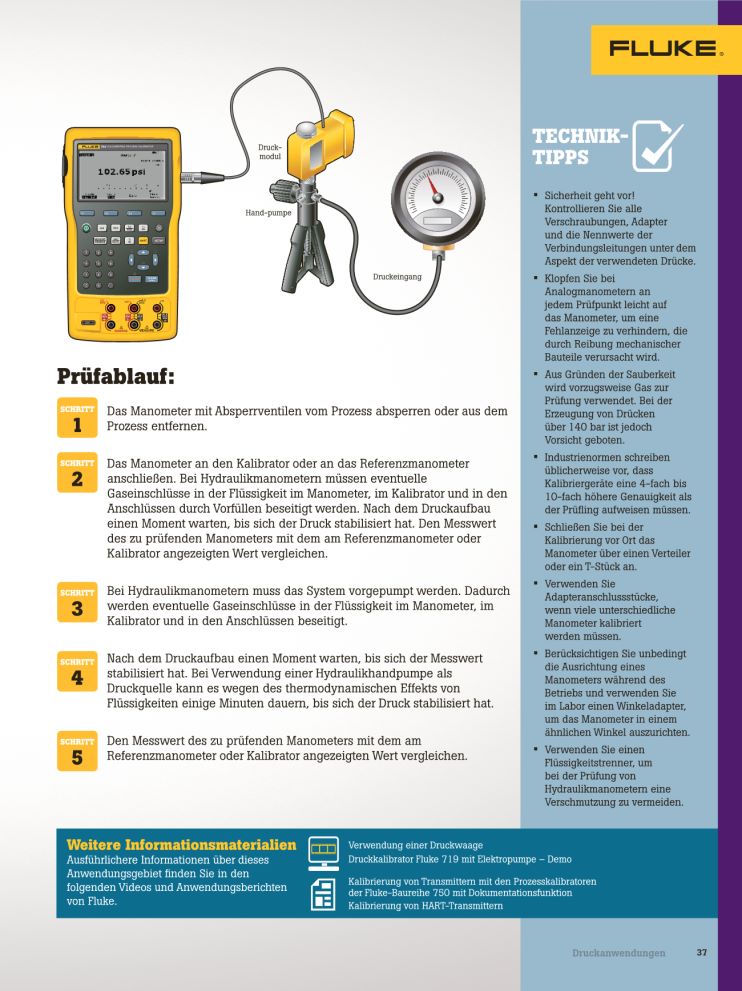 FLUKE®
FLUKE
102.65 psi
Druck-
modul
Hand-pumpe
Druckeingang
TECHNIK-
TIPPS
▪ Sicherheit geht vor!
Kontrollieren Sie alle
Verschraubungen, Adapter
und die Nennwerte der
Verbindungsleitungen unter dem
Aspekt der verwendeten Drücke.
▪ Klopfen Sie bei
Analogmanometern an
jedem Prüfpunkt leicht auf
das Manometer, um eine
Fehlanzeige zu verhindern, die
durch Reibung mechanischer
Bauteile verursacht wird.
▪ Aus Gründen der Sauberkeit
wird vorzugsweise Gas zur
Prüfung verwendet. Bei der
Erzeugung von Drücken
über 140 bar ist jedoch
Vorsicht geboten.
▪ Industrienormen schreiben
üblicherweise vor, dass
Kalibriergeräte eine 4-fach bis
10-fach höhere Genauigkeit als
der Prüfling aufweisen müssen.
▪ Schließen Sie bei der
Kalibrierung vor Ort das
Manometer über einen Verteiler
oder ein T-Stück an.
▪ Verwenden Sie
Adapteranschlussstücke,
wenn viele unterschiedliche
Manometer kalibriert
werden müssen.
▪ Berücksichtigen Sie unbedingt
die Ausrichtung eines
Manometers während des
Betriebs und verwenden Sie
im Labor einen Winkeladapter,
um das Manometer in einem
ähnlichen Winkel auszurichten.
▪ Verwenden Sie einen
Flüssigkeitstrenner, um
bei der Prüfung von
Hydraulikmanometern eine
Verschmutzung zu vermeiden.
Prüfablauf:
SCHRITT
1
Das Manometer mit Absperrventilen vom Prozess absperren oder aus dem
Prozess entfernen.
SCHRITT
2
Das Manometer an den Kalibrator oder an das Referenzmanometer
anschließen. Bei Hydraulikmanometern müssen eventuelle
Gaseinschlüsse in der Flüssigkeit im Manometer, im Kalibrator und in den
Anschlüssen durch Vorfüllen beseitigt werden. Nach dem Druckaufbau
einen Moment warten, bis sich der Druck stabilisiert hat. Den Messwert
des zu prüfenden Manometers mit dem am Referenzmanometer oder
Kalibrator angezeigten Wert vergleichen.
SCHRITT
3
Bei Hydraulikmanometern muss das System vorgepumpt werden. Dadurch
werden eventuelle Gaseinschlüsse in der Flüssigkeit im Manometer, im
Kalibrator und in den Anschlüssen beseitigt.
SCHRITT
4
Nach dem Druckaufbau einen Moment warten, bis sich der Messwert
stabilisiert hat. Bei Verwendung einer Hydraulikhandpumpe als
Druckquelle kann es wegen des thermodynamischen Effekts von
Flüssigkeiten einige Minuten dauern, bis sich der Druck stabilisiert hat.
SCHRITT
5
Den Messwert des zu prüfenden Manometers mit dem am
Referenzmanometer oder Kalibrator angezeigten Wert vergleichen.
Weitere Informationsmaterialien
Ausführlichere Informationen über dieses
Anwendungsgebiet finden Sie in den
folgenden Videos und Anwendungsberichten
von Fluke.
Verwendung einer Druckwaage
Druckkalibrator Fluke 719 mit Elektropumpe – Demo
Kalibrierung von Transmittern mit den Prozesskalibratoren
der Fluke-Baureihe 750 mit Dokumentationsfunktion
Kalibrierung von HART-Transmittern
Druckanwendungen 37